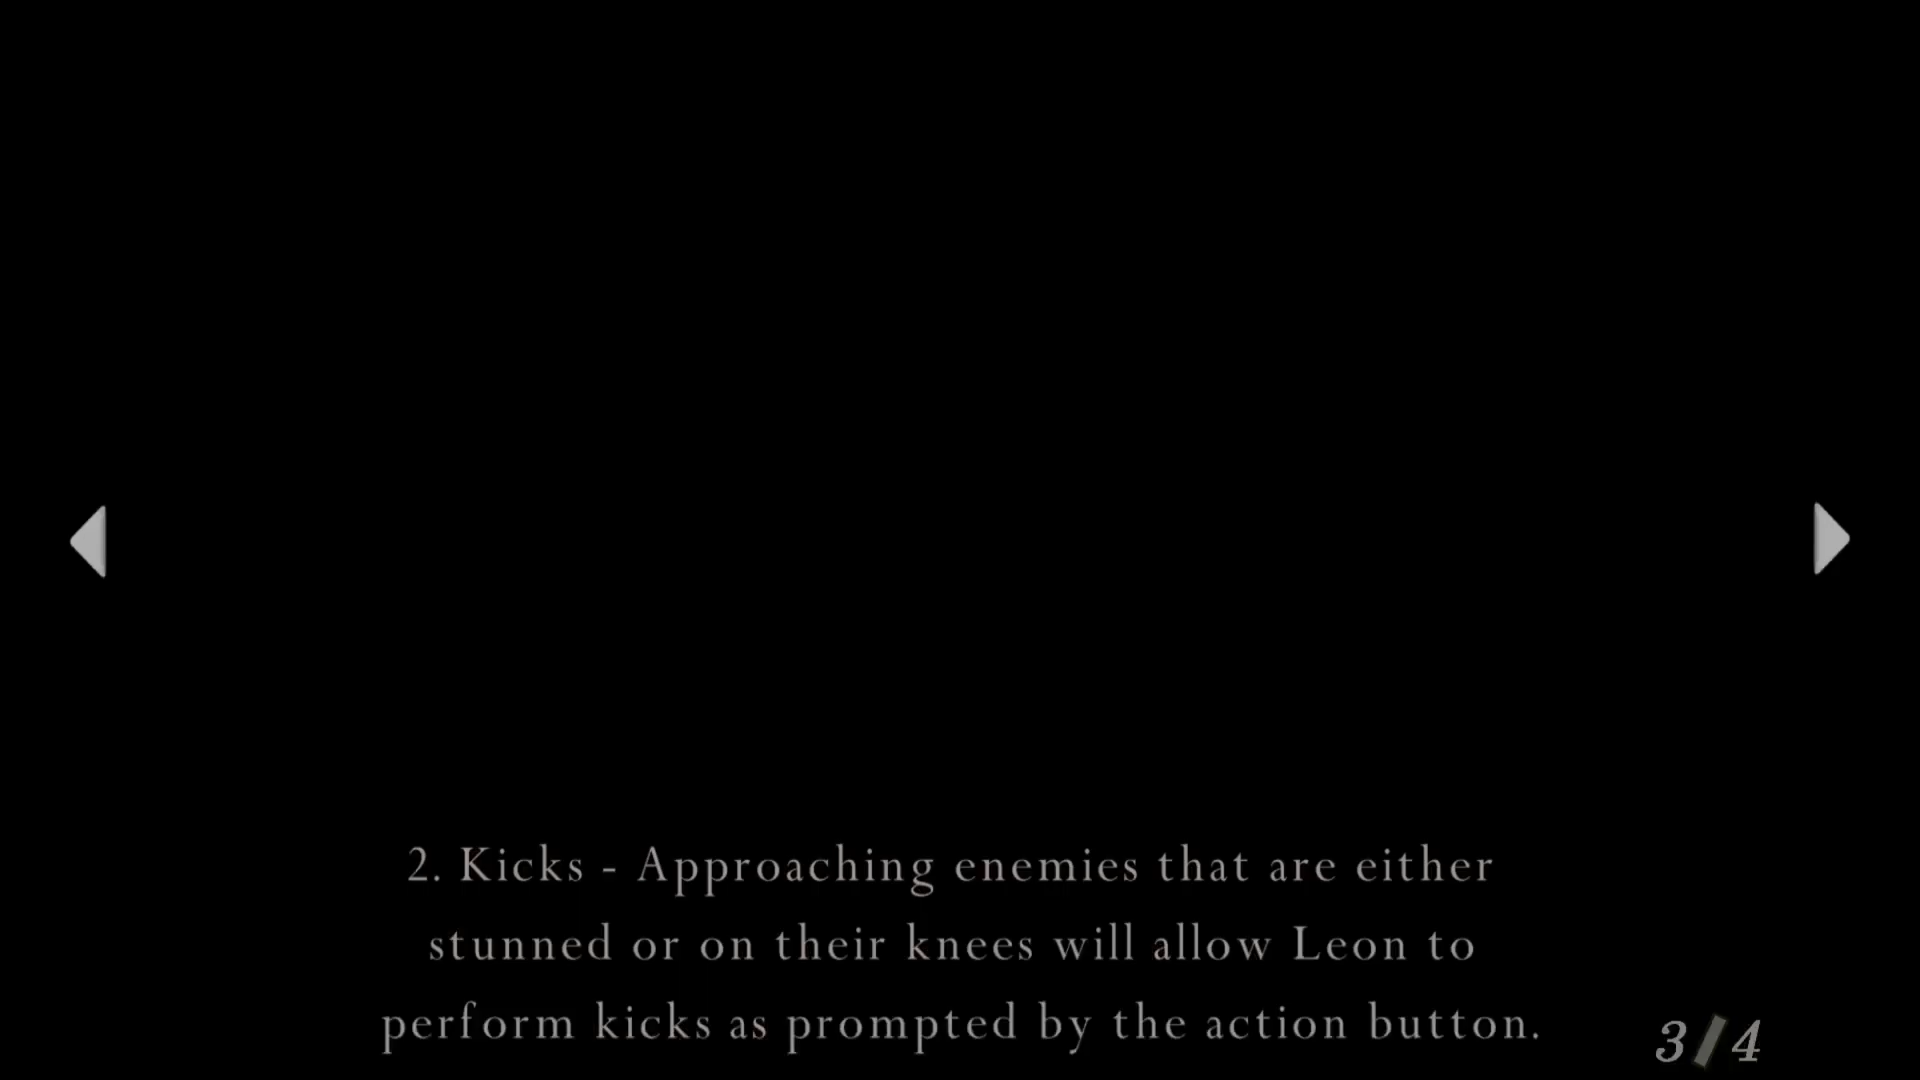 2. Kicks - Approaching enemies that are either
stunned or on their knees will allow Leon to
perform kicks as prompted by the action button.
3/4